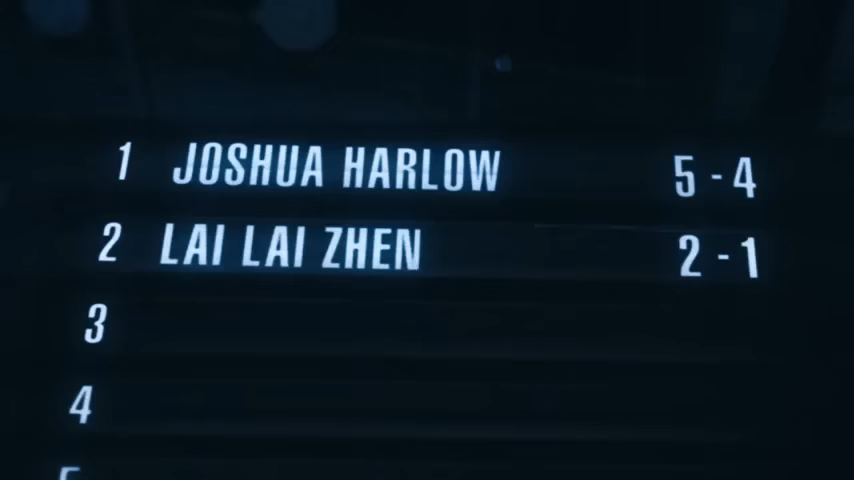 1 JOSHUA HARLOW 5 - 4
2 LAI LAI ZHEN 2 - 1
3
4